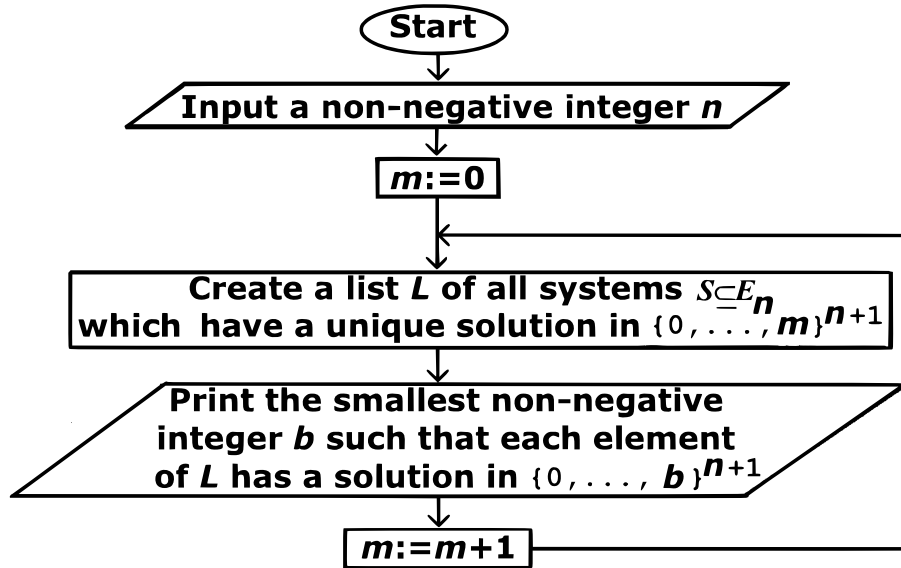 Start
Input a non-negative integer n
m:=0
Create a list L of all systems S⊆Eₙ
which have a unique solution in {0,...,m}ⁿ⁺¹
Print the smallest non-negative
integer b such that each element
of L has a solution in {0,..., b}ⁿ⁺¹
m:=m+1